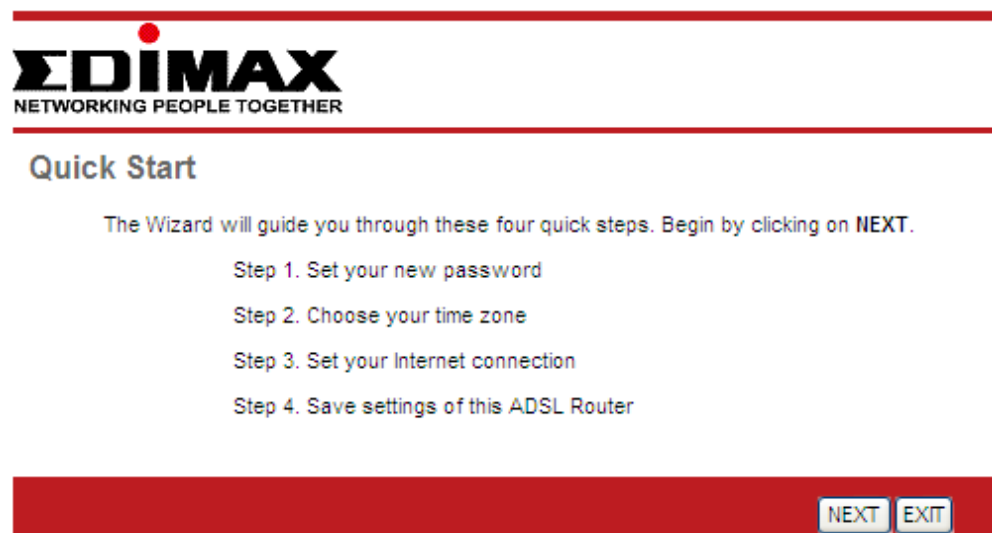 ΣDiMAX
NETWORKING PEOPLE TOGETHER
Quick Start
The Wizard will guide you through these four quick steps. Begin by clicking on NEXT.
Step 1. Set your new password
Step 2. Choose your time zone
Step 3. Set your Internet connection
Step 4. Save settings of this ADSL Router
NEXT EXIT